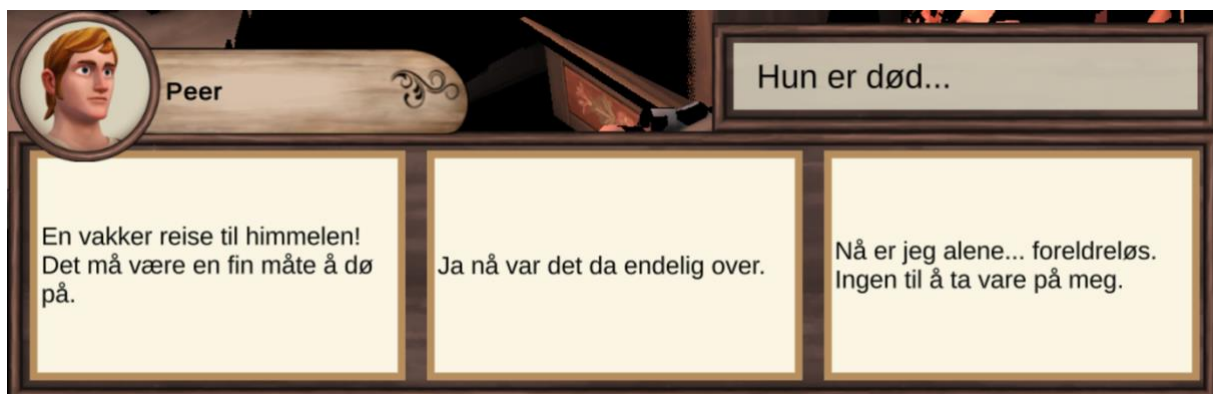 Peer
Hun er død...
En vakker reise til himmelen!
Det må være en fin måte å dø
på.
Ja nå var det da endelig over.
Nå er jeg alene... foreldreløs.
Ingen til å ta vare på meg.